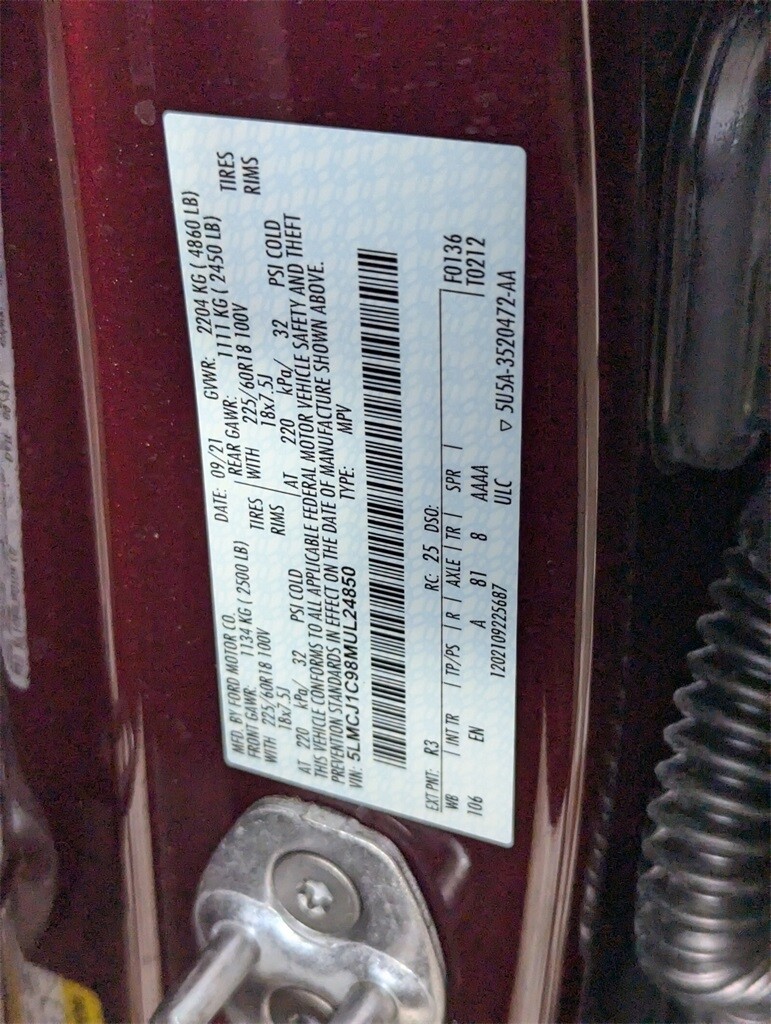 MFD. BY FORD MOTOR CO.
DATE: 09/21 GVWR: 2204 KG ( 4860 LB)
FRONT GAWR: 1134 KG ( 2500 LB) REAR GAWR: 1111 KG ( 2450 LB)
WITH 225/60R18 100V TIRES WITH 225/60R18 100V TIRES
18x7.5J RIMS 18x7.5J RIMS
AT 220 kPa/ 32 PSI COLD AT 220 kPa/ 32 PSI COLD
THIS VEHICLE CONFORMS TO ALL APPLICABLE FEDERAL MOTOR VEHICLE SAFETY AND THEFT
PREVENTION STANDARDS IN EFFECT ON THE DATE OF MANUFACTURE SHOWN ABOVE.
VIN: 5LMCJ1C98MUL24850 TYPE: MPV
EXT PNT: R3 RC: 25 DSO: F0136
WB INT TR TP/PS R AXLE TR SPR T0212
106 EN A 81 8 AAAA
1202109225687 ULC ▽ 5U5A-3520472-AA